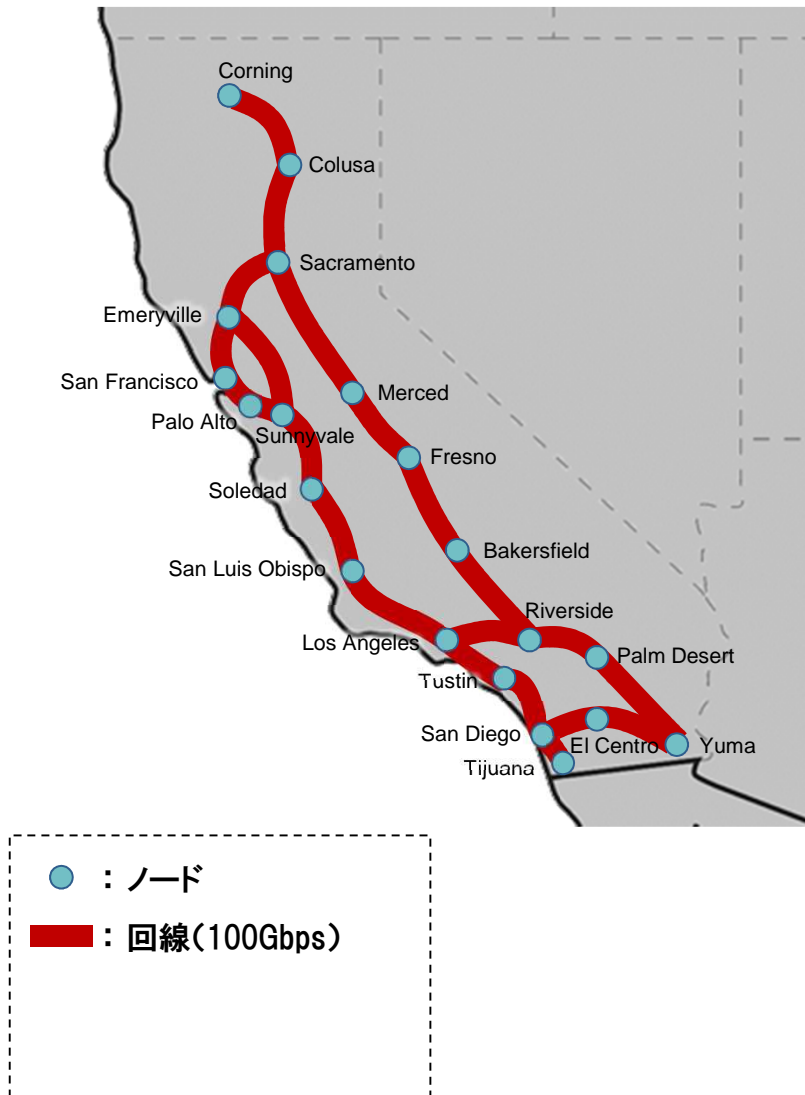 Corning
Colusa
Sacramento
Emeryville
San Francisco
Merced
Palo Alto
Sunnyvale
Fresno
Soledad
Bakersfield
San Luis Obispo
Riverside
Los Angeles
Palm Desert
Tustin
San Diego
El Centro
Yuma
Tijuana
：ノード
：回線（100Gbps）